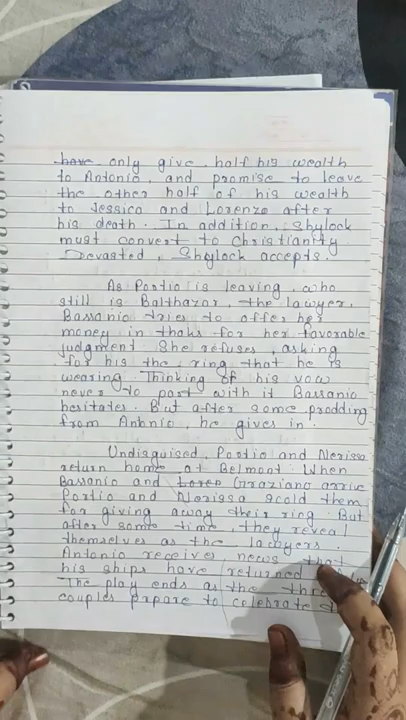 have only give half his wealth
to Antonio, and promise to leave
the other half of his wealth
to Jessica and Lorenzo after
his death. In addition, Shylock
must convert to Christianity
Devasted, Shylock accepts.
As Portio is leaving, who
still is Balthazar, the lawyer,
Bassanio tries to offer her
money in thaks for her favorable
judgment She refuses, asking
for his the ring that he is
wearing. Thinking of his vow
never to part with it Bassanio
hesitates. But after some prodding
from Antnio, he gives in.
Undisguised, Portio and Nerissa
return home at Belmont. When
Bassanio and Loren Graziano arrive
Portio and Nerissa scold them
for giving away their ring. But
after some time, they reveal
themselves as the lawyers.
Antonio receives news that
his ships have returned
The play ends as the three
couples prpare to celebrate